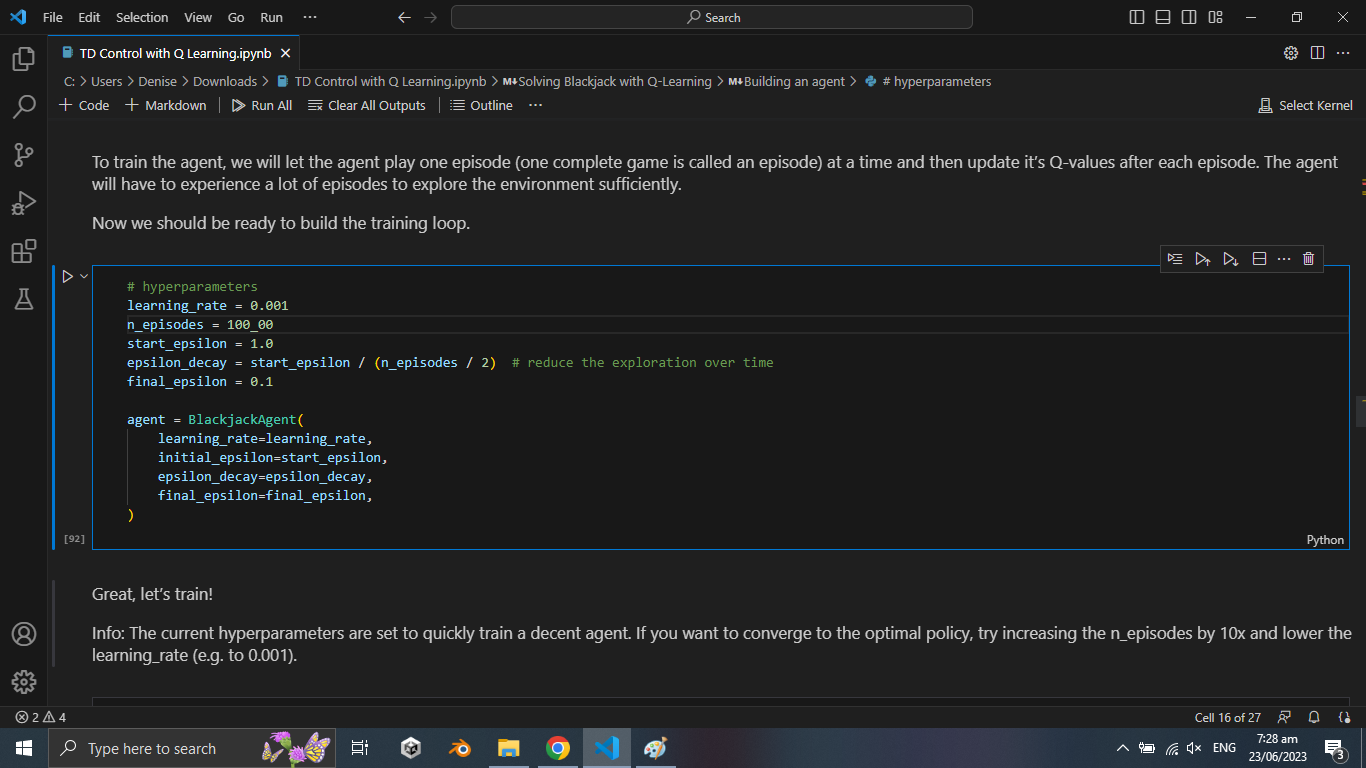 File Edit Selection View Go Run ··· Search
TD Control with Q Learning.ipynb
C: > Users > Denise > Downloads > TD Control with Q Learning.ipynb > M↓Solving Blackjack with Q-Learning > M↓Building an agent > # hyperparameters
+ Code + Markdown Run All Clear All Outputs Outline ··· Select Kernel
To train the agent, we will let the agent play one episode (one complete game is called an episode) at a time and then update it’s Q-values after each episode. The agent
will have to experience a lot of episodes to explore the environment sufficiently.
Now we should be ready to build the training loop.
# hyperparameters
learning_rate = 0.001
n_episodes = 100_00
start_epsilon = 1.0
epsilon_decay = start_epsilon / (n_episodes / 2)  # reduce the exploration over time
final_epsilon = 0.1
agent = BlackjackAgent(
learning_rate=learning_rate,
initial_epsilon=start_epsilon,
epsilon_decay=epsilon_decay,
final_epsilon=final_epsilon,
)
[92] Python
Great, let’s train!
Info: The current hyperparameters are set to quickly train a decent agent. If you want to converge to the optimal policy, try increasing the n_episodes by 10x and lower the
learning_rate (e.g. to 0.001).
2 4 Cell 16 of 27
Type here to search ENG 7:28 am
23/06/2023 3